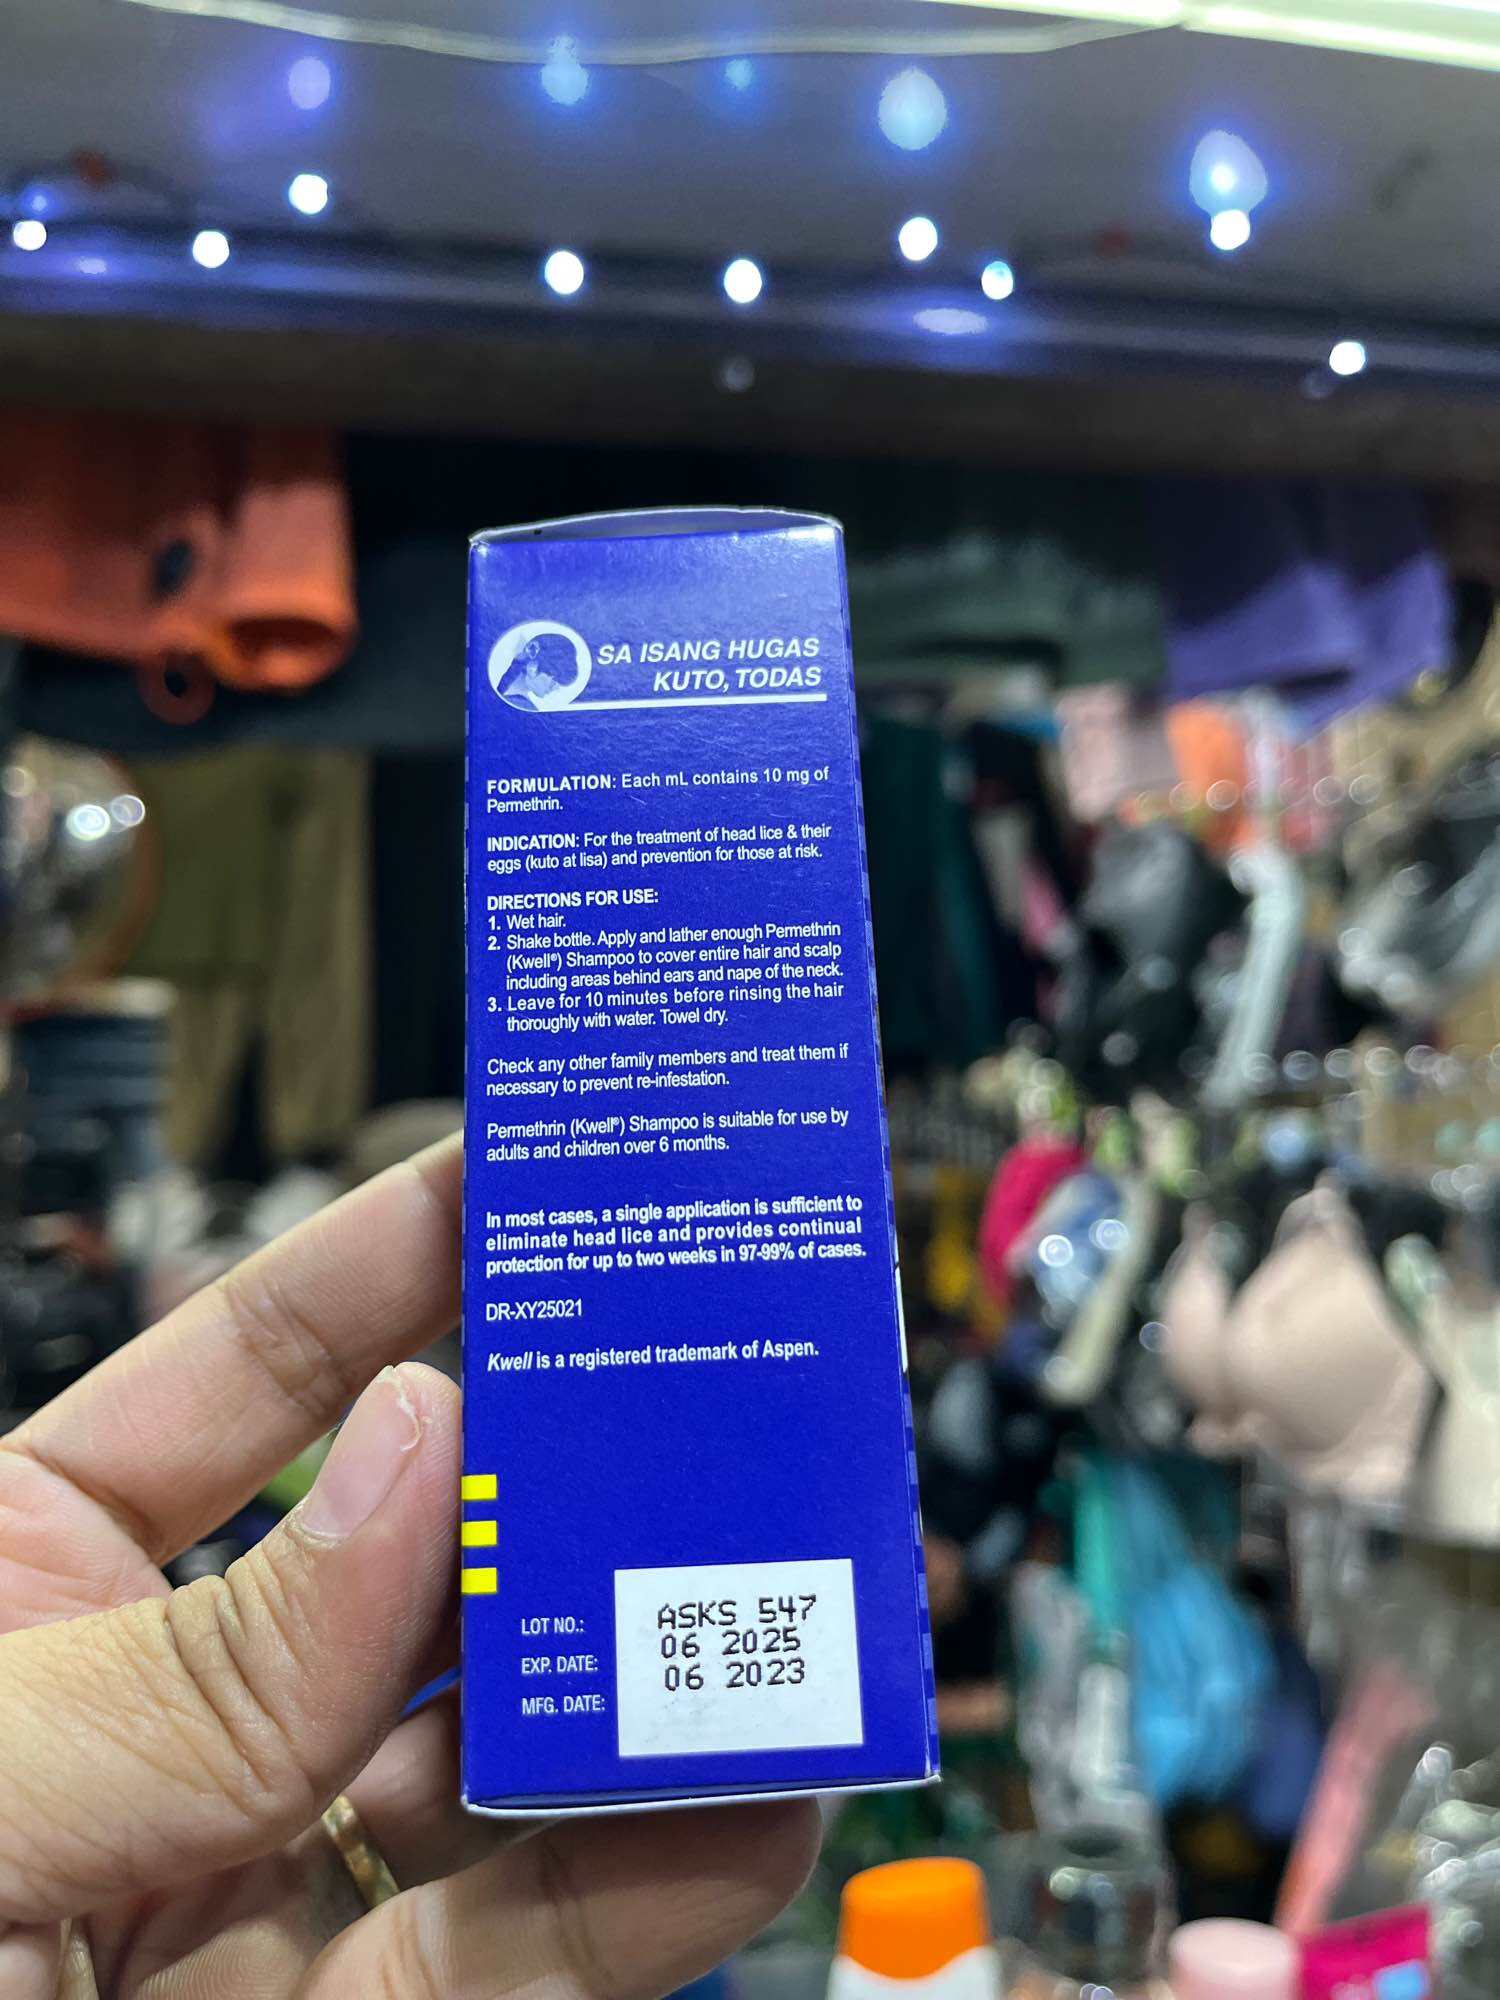 SA ISANG HUGAS
KUTO, TODAS
FORMULATION: Each mL contains 10 mg of
Permethrin.
INDICATION: For the treatment of head lice & their
eggs (kuto at lisa) and prevention for those at risk.
DIRECTIONS FOR USE:
1. Wet hair.
2. Shake bottle. Apply and lather enough Permethrin
(Kwell®) Shampoo to cover entire hair and scalp
including areas behind ears and nape of the neck.
3. Leave for 10 minutes before rinsing the hair
thoroughly with water. Towel dry.
Check any other family members and treat them if
necessary to prevent re-infestation.
Permethrin (Kwell®) Shampoo is suitable for use by
adults and children over 6 months.
In most cases, a single application is sufficient to
eliminate head lice and provides continual
protection for up to two weeks in 97-99% of cases.
DR-XY25021
Kwell is a registered trademark of Aspen.
LOT NO.: ASKS 547
EXP. DATE: 06 2025
MFG. DATE: 06 2023